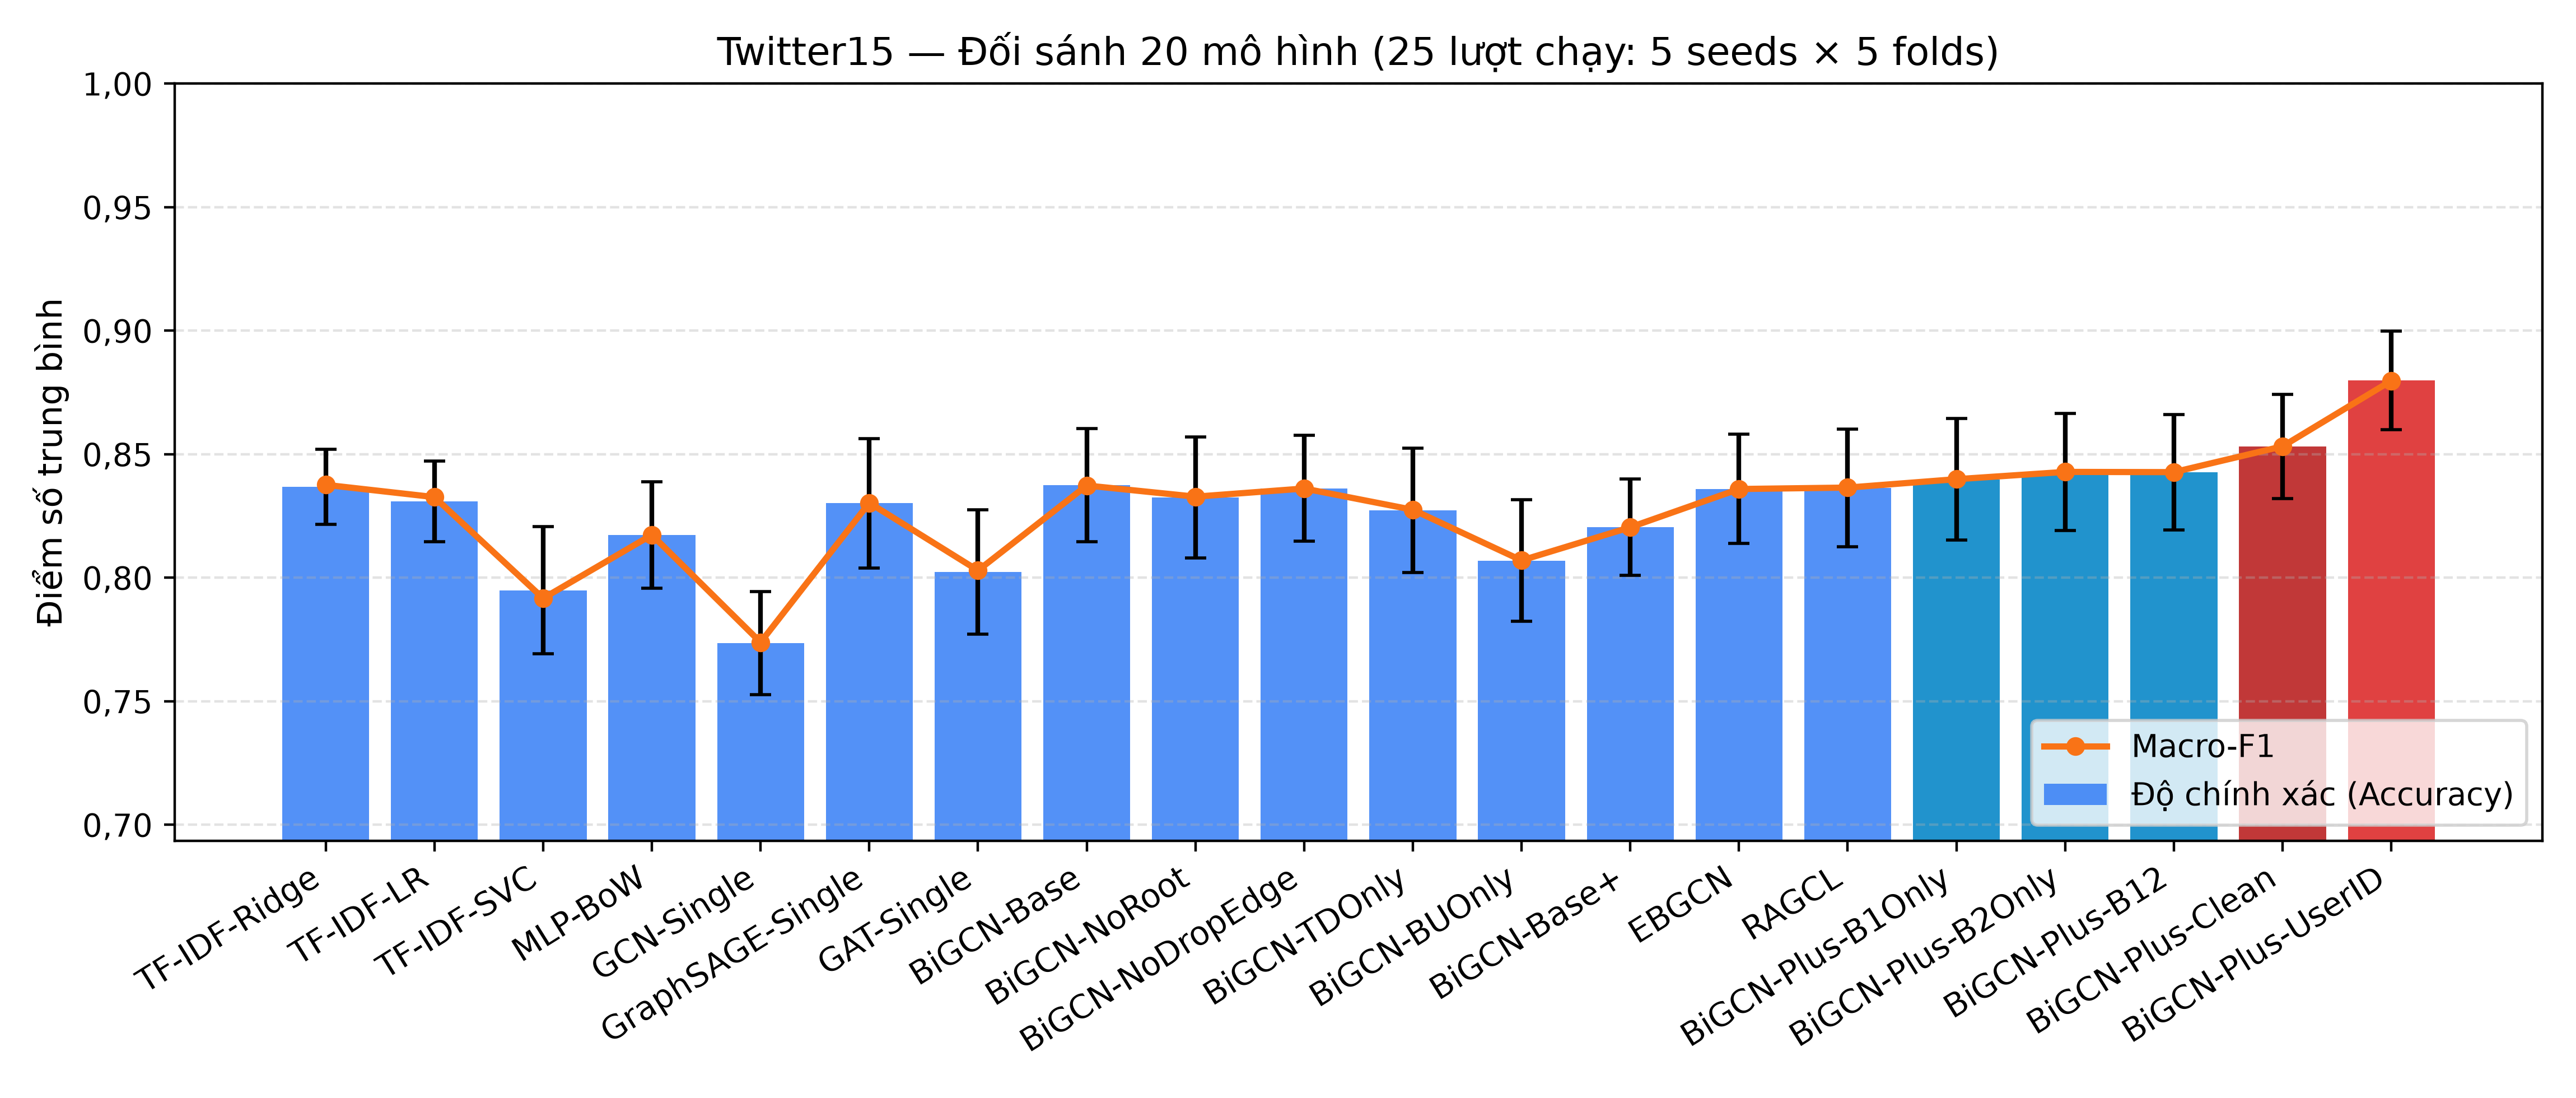 Twitter15 — Đối sánh 20 mô hình (25 lượt chạy: 5 seeds × 5 folds)
Điểm số trung bình
1,00
0,95
0,90
0,85
0,80
0,75
0,70
Macro-F1
Độ chính xác (Accuracy)
TF-IDF-Ridge
TF-IDF-LR
TF-IDF-SVC
MLP-BoW
GCN-Single
GraphSAGE-Single
GAT-Single
BiGCN-Base
BiGCN-NoRoot
BiGCN-NoDropEdge
BiGCN-TDOnly
BiGCN-BUOnly
BiGCN-Base+
EBGCN
RAGCL
BiGCN-Plus-B1Only
BiGCN-Plus-B2Only
BiGCN-Plus-B12
BiGCN-Plus-Clean
BiGCN-Plus-UserID